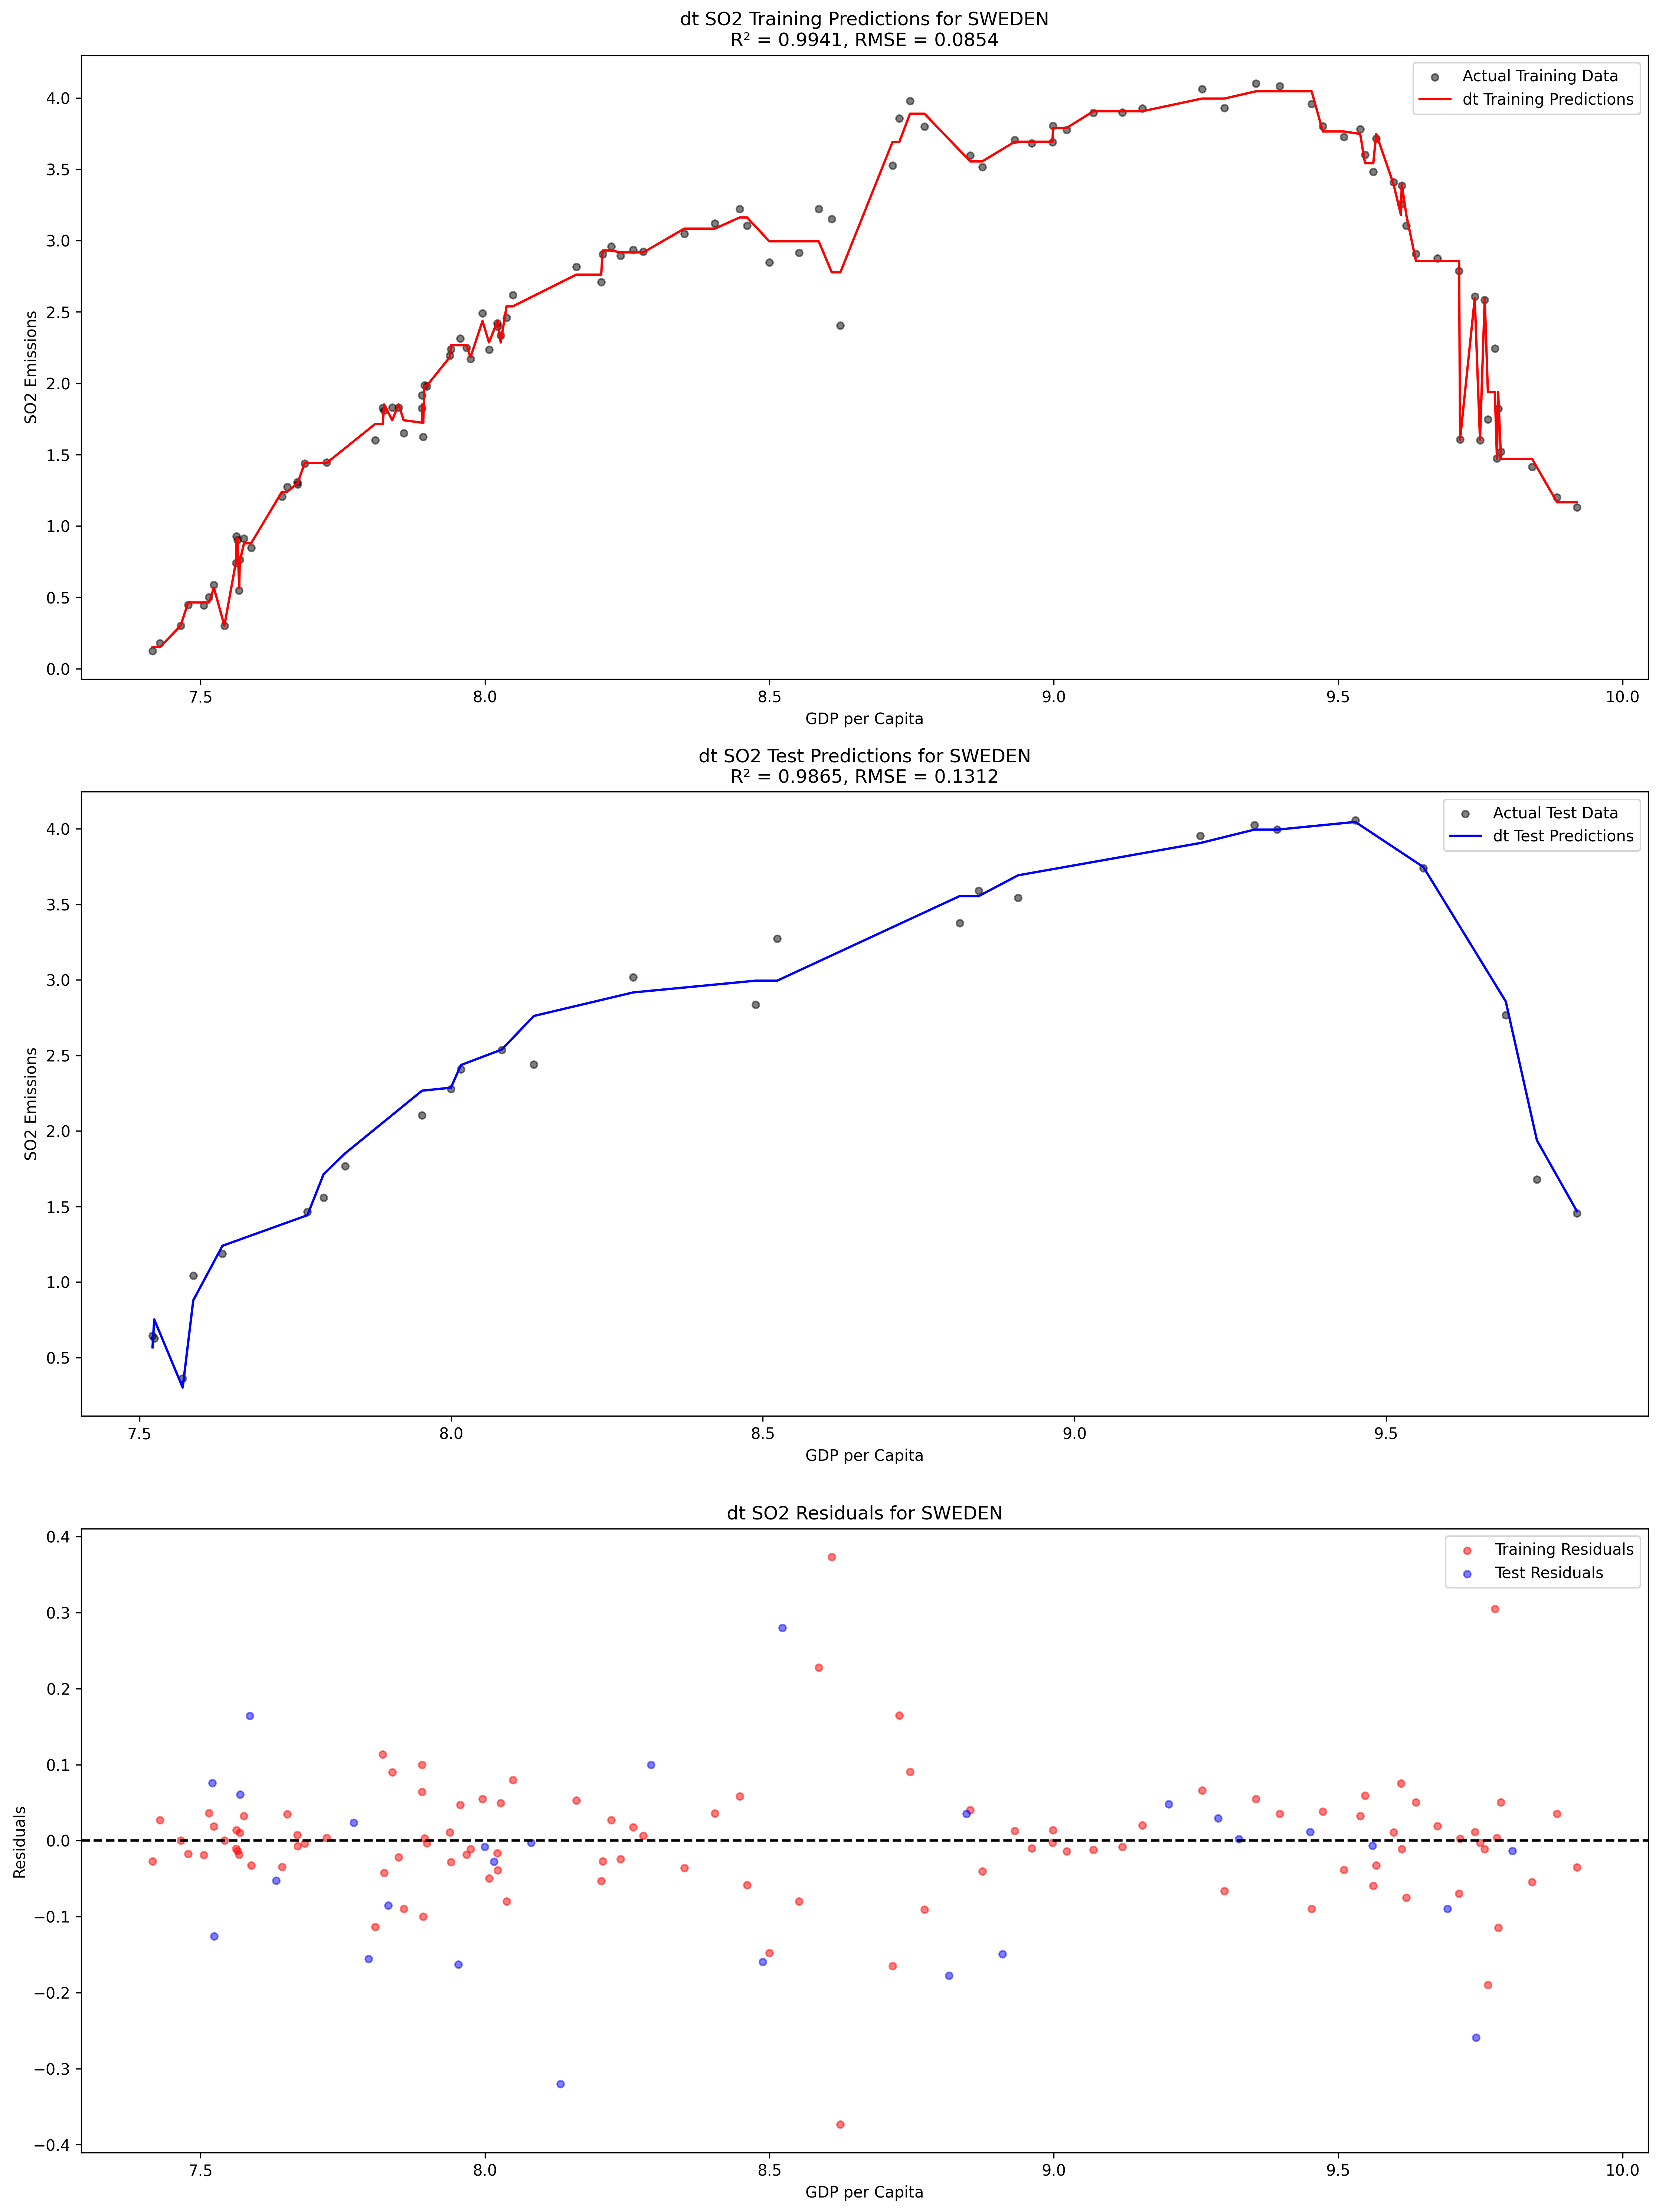 dt SO2 Training Predictions for SWEDEN
R² = 0.9941, RMSE = 0.0854
Actual Training Data
dt Training Predictions
SO2 Emissions
4.0
3.5
3.0
2.5
2.0
1.5
1.0
0.5
0.0
7.5 8.0 8.5 9.0 9.5 10.0
GDP per Capita
dt SO2 Test Predictions for SWEDEN
R² = 0.9865, RMSE = 0.1312
Actual Test Data
dt Test Predictions
SO2 Emissions
4.0
3.5
3.0
2.5
2.0
1.5
1.0
0.5
7.5 8.0 8.5 9.0 9.5
GDP per Capita
dt SO2 Residuals for SWEDEN
Training Residuals
Test Residuals
Residuals
0.4
0.3
0.2
0.1
0.0
−0.1
−0.2
−0.3
−0.4
7.5 8.0 8.5 9.0 9.5 10.0
GDP per Capita